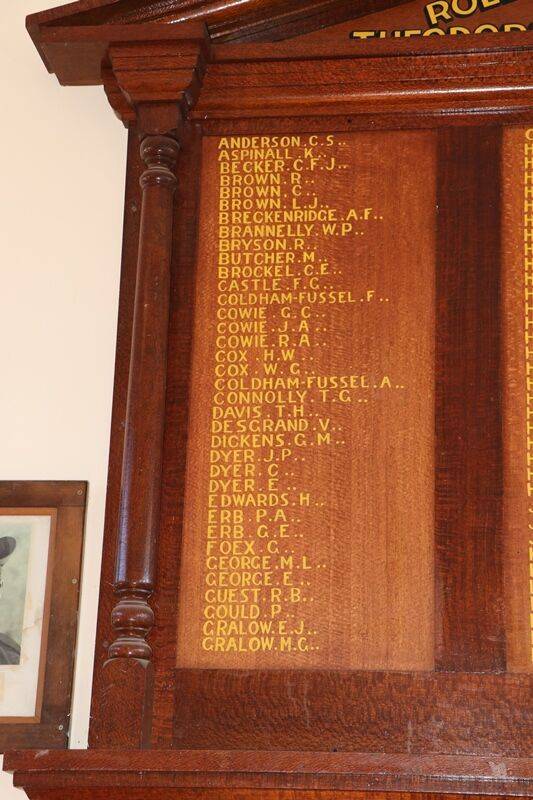 ANDERSON.C.S..
ASPINALL.K..
BECKER.C.F.J..
BROWN.R..
BROWN.C..
BROWN.L.J..
BRECKENRIDGE.A.F..
BRANNELLY.W.P..
BRYSON.R..
BUTCHER.M..
BROCKEL.C.E..
CASTLE.F.G..
COLDHAM-FUSSEL.F..
COWIE.G.C..
COWIE.J.A..
COWIE.R.A..
COX.H.W..
COX.W.G..
COLDHAM-FUSSEL.A..
CONNOLLY.T.G..
DAVIS.T.H..
DESGRAND.V..
DICKENS.G.M..
DYER.J.P..
DYER.C..
DYER.E..
EDWARDS.H..
ERB.P.A..
ERB.G.E..
FOEX.G..
GEORGE.M.L..
GEORGE.E..
GUEST.R.B..
GOULD.P..
GRALOW.E.J..
GRALOW.M.G..